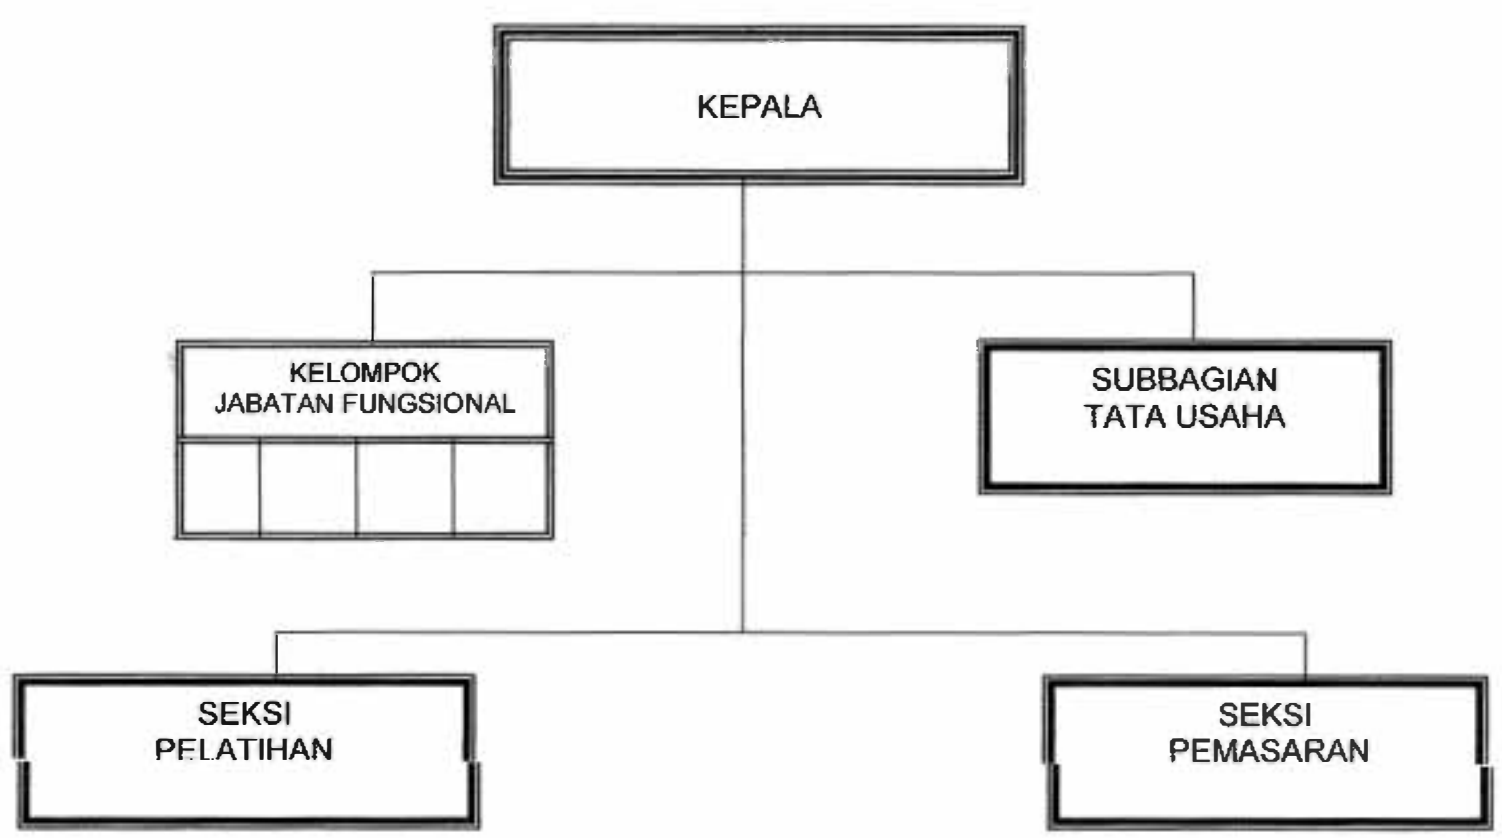 KEPALA
KELOMPOK
JABATAN FUNGSIONAL
SUBBAGIAN
TATA USAHA
SEKSI
PELATIHAN
SEKSI
PEMASARAN